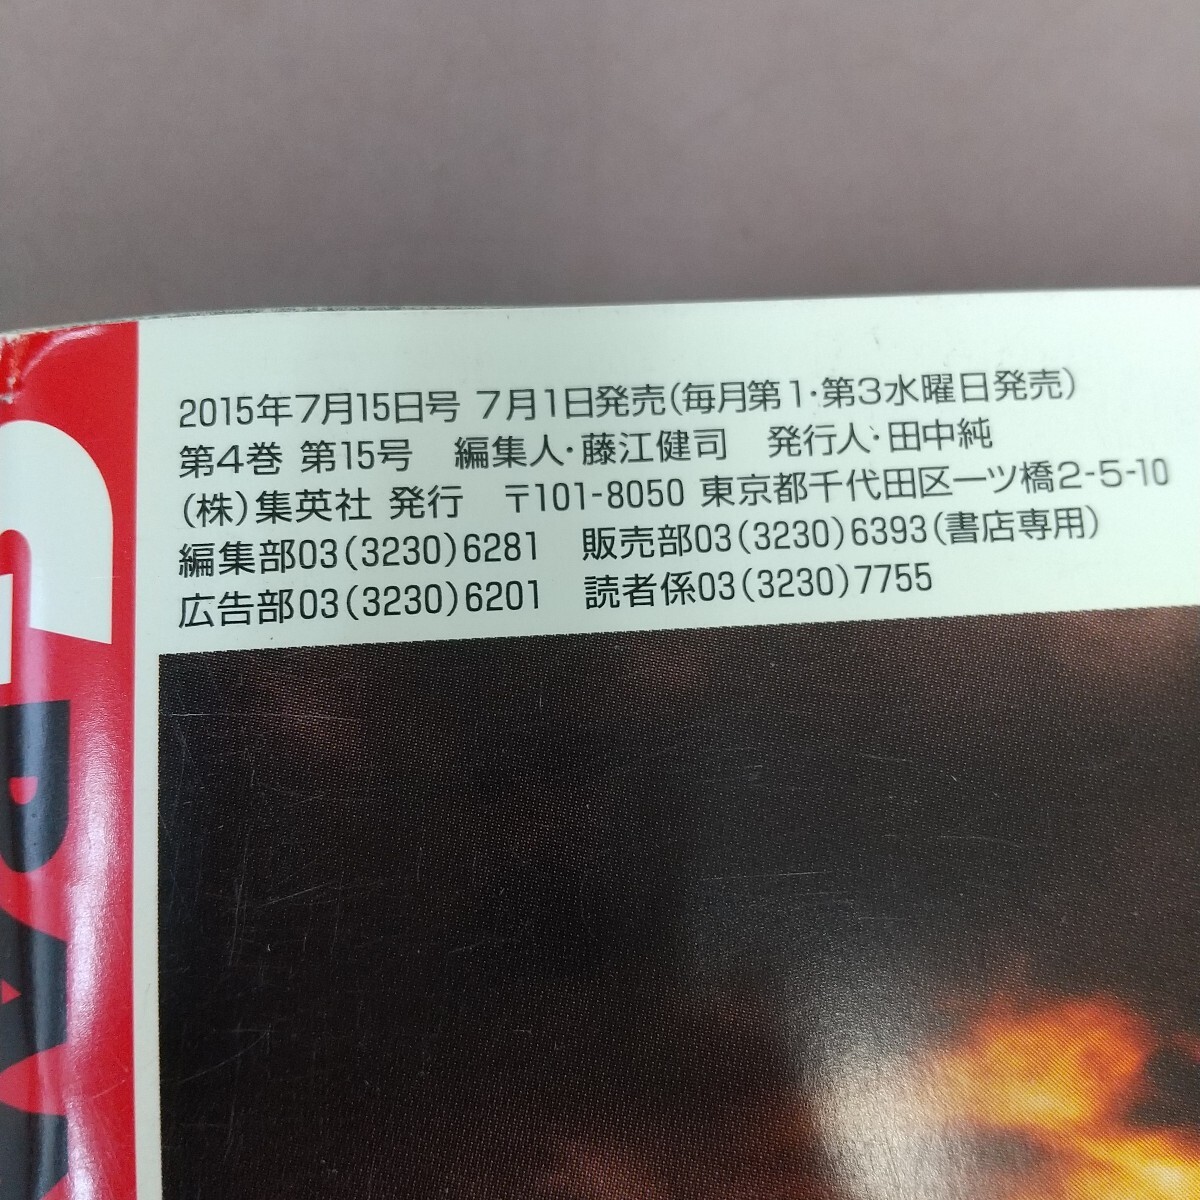 2015年7月15日号 7月1日発売(毎月第1・第3水曜日発売)
第4巻 第15号 編集人・藤江健司 発行人・田中純
(株)集英社 発行 〒101-8050 東京都千代田区一ツ橋2-5-10
編集部03(3230)6281 販売部03(3230)6393(書店専用)
広告部03(3230)6201 読者係03(3230)7755